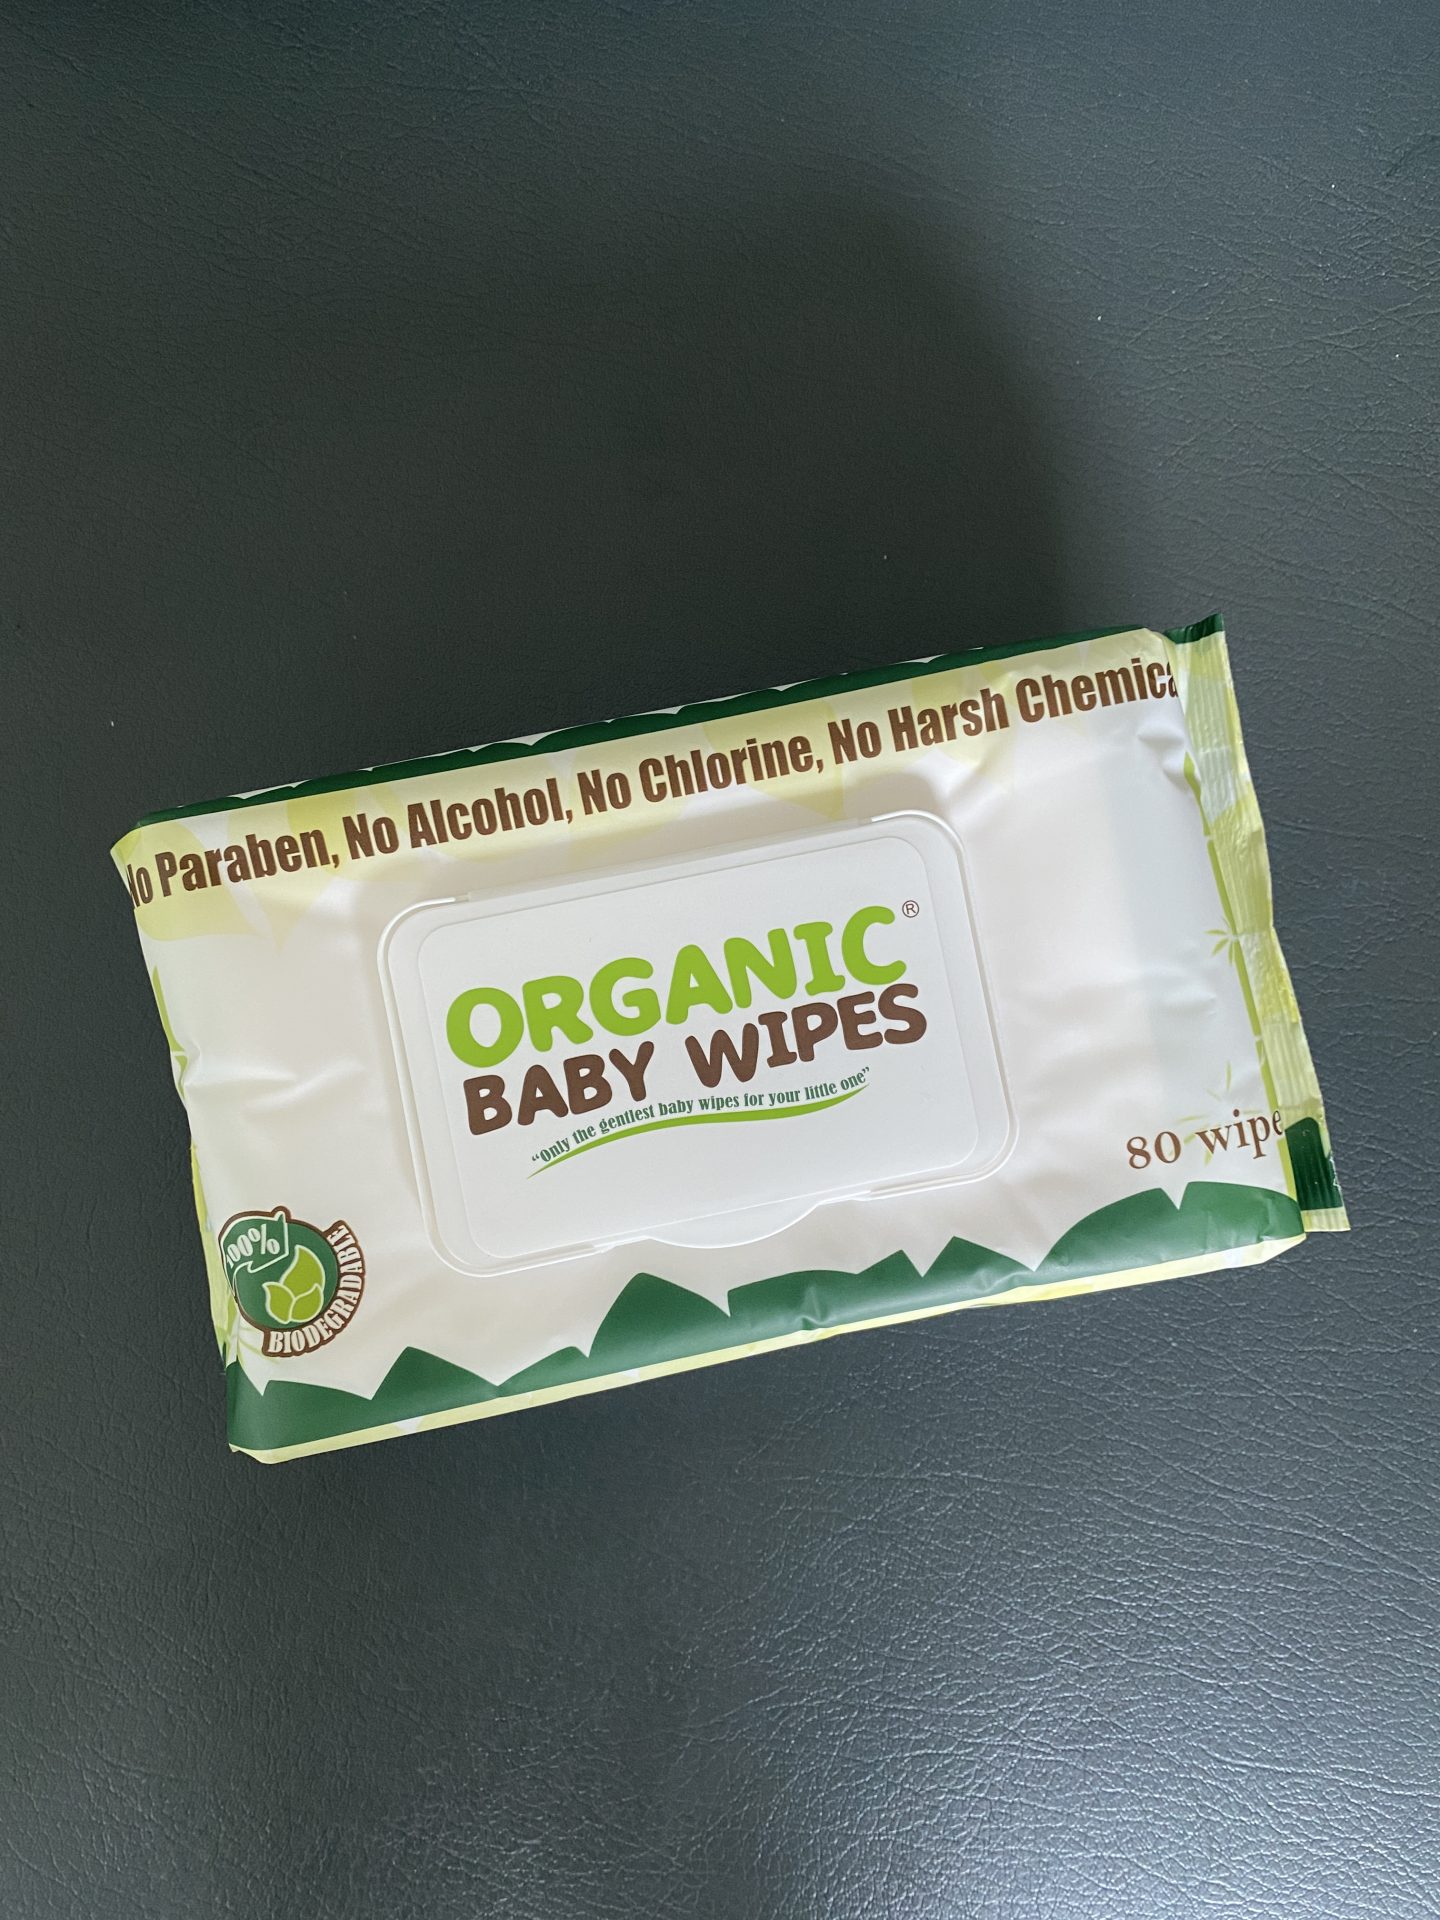 No Paraben, No Alcohol, No Chlorine, No Harsh Chemica
ORGANIC®
BABY WIPES
"Only the gentlest baby wipes for your little one"
80 wipe
100%
BIODEGRADABLE